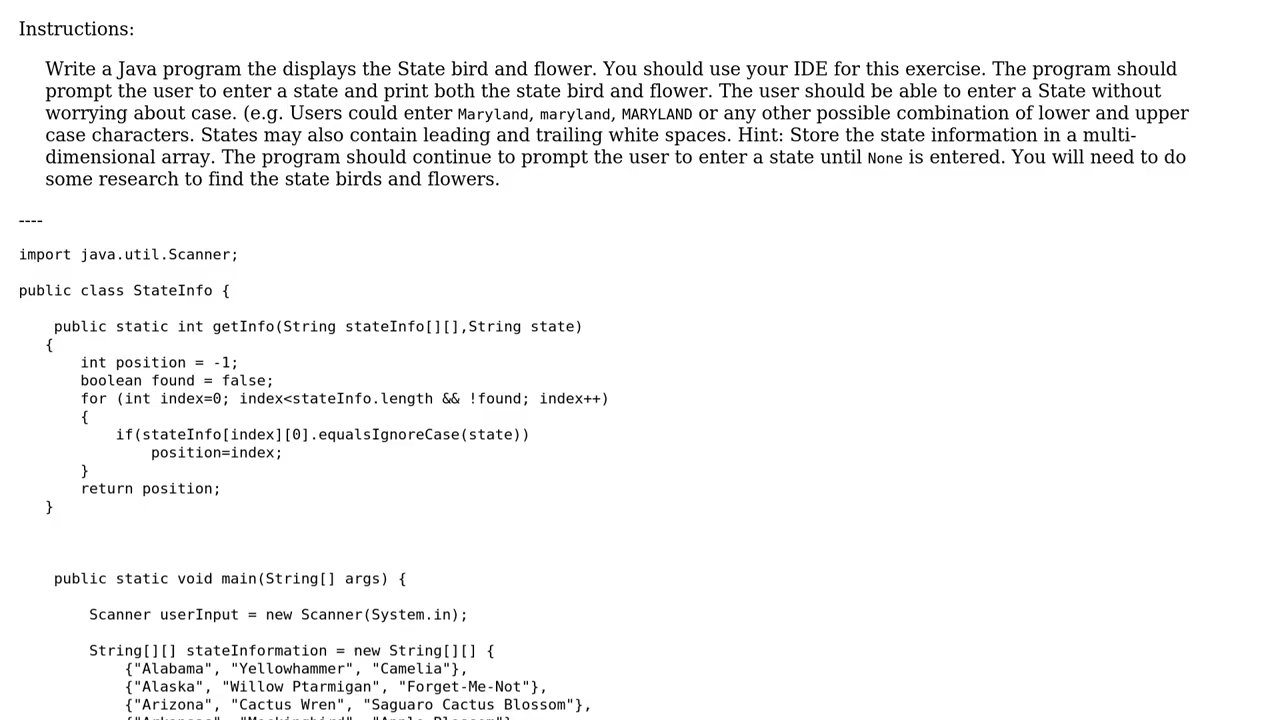 Instructions:
Write a Java program the displays the State bird and flower. You should use your IDE for this exercise. The program should
prompt the user to enter a state and print both the state bird and flower. The user should be able to enter a State without
worrying about case. (e.g. Users could enter Maryland, maryland, MARYLAND or any other possible combination of lower and upper
case characters. States may also contain leading and trailing white spaces. Hint: Store the state information in a multi-
dimensional array. The program should continue to prompt the user to enter a state until None is entered. You will need to do
some research to find the state birds and flowers.
----
import java.util.Scanner;
public class StateInfo {
public static int getInfo(String stateInfo[][],String state)
{
int position = -1;
boolean found = false;
for (int index=0; index<stateInfo.length && !found; index++)
{
if(stateInfo[index][0].equalsIgnoreCase(state))
position=index;
}
return position;
}
public static void main(String[] args) {
Scanner userInput = new Scanner(System.in);
String[][] stateInformation = new String[][] {
{"Alabama", "Yellowhammer", "Camelia"},
{"Alaska", "Willow Ptarmigan", "Forget-Me-Not"},
{"Arizona", "Cactus Wren", "Saguaro Cactus Blossom"},
{"Arkansas", "Mockingbird", "Apple Blossom"},